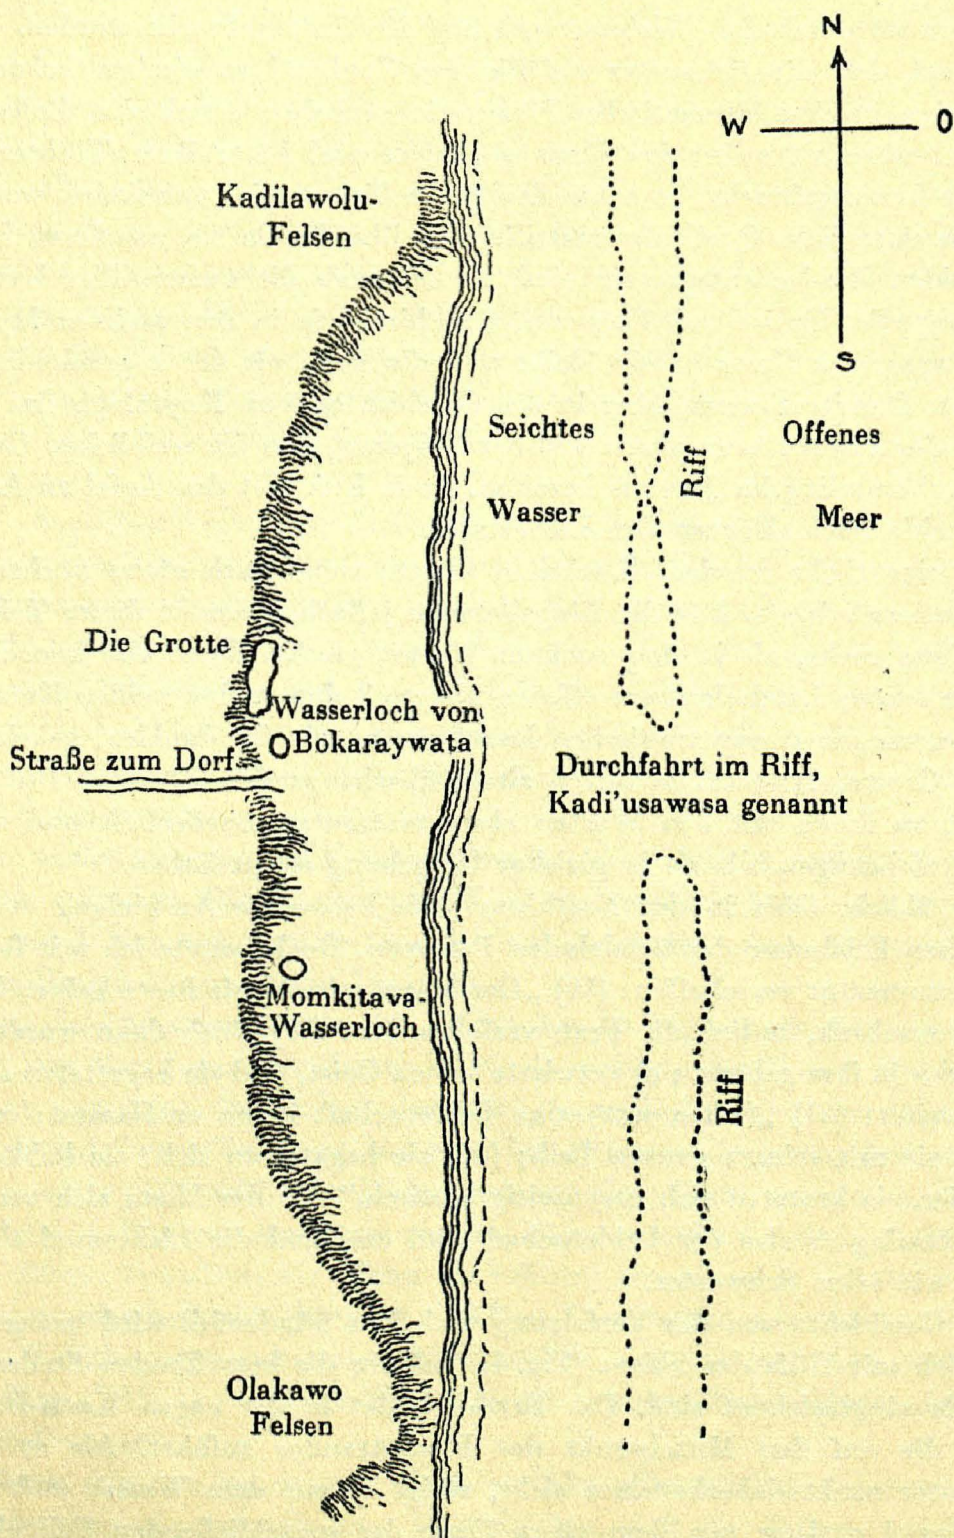 N
W
O
S
Kadilawolu-
Felsen
Seichtes
Wasser
Riff
Offenes
Meer
Die Grotte
Wasserloch von
Bokaraywata
Straße zum Dorf
Durchfahrt im Riff,
Kadi'usawasa genannt
Momkitava-
Wasserloch
Riff
Olakawo
Felsen